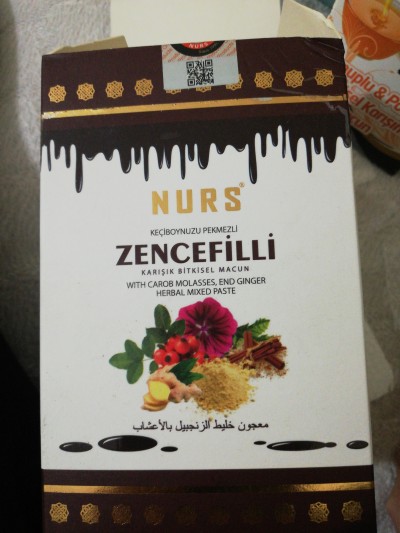 NURS
NURS®
KEÇİBOYNUZU PEKMEZLİ
ZENCEFİLLİ
KARIŞIK BİTKİSEL MACUN
WITH CAROB MOLASSES, END GINGER
HERBAL MIXED PASTE
معجون خليط الزنجبيل بالأعشاب